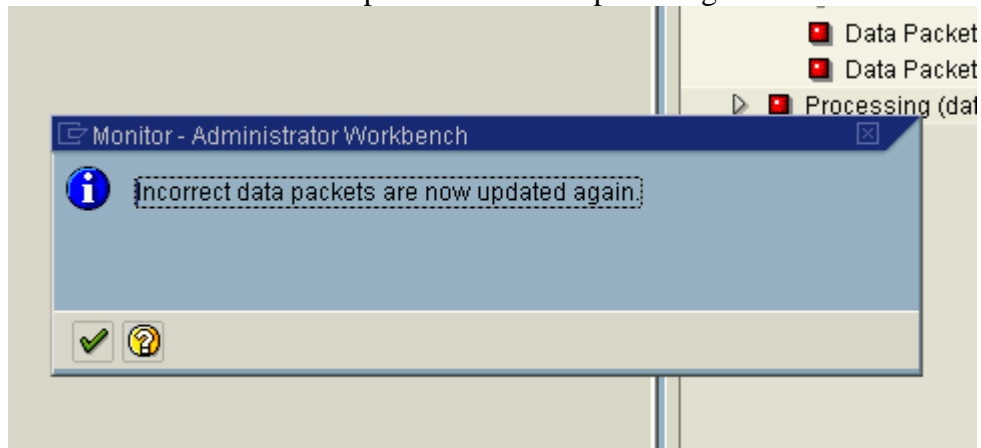 Data Packet
Data Packet
Processing (dat
Monitor - Administrator Workbench
Incorrect data packets are now updated again.